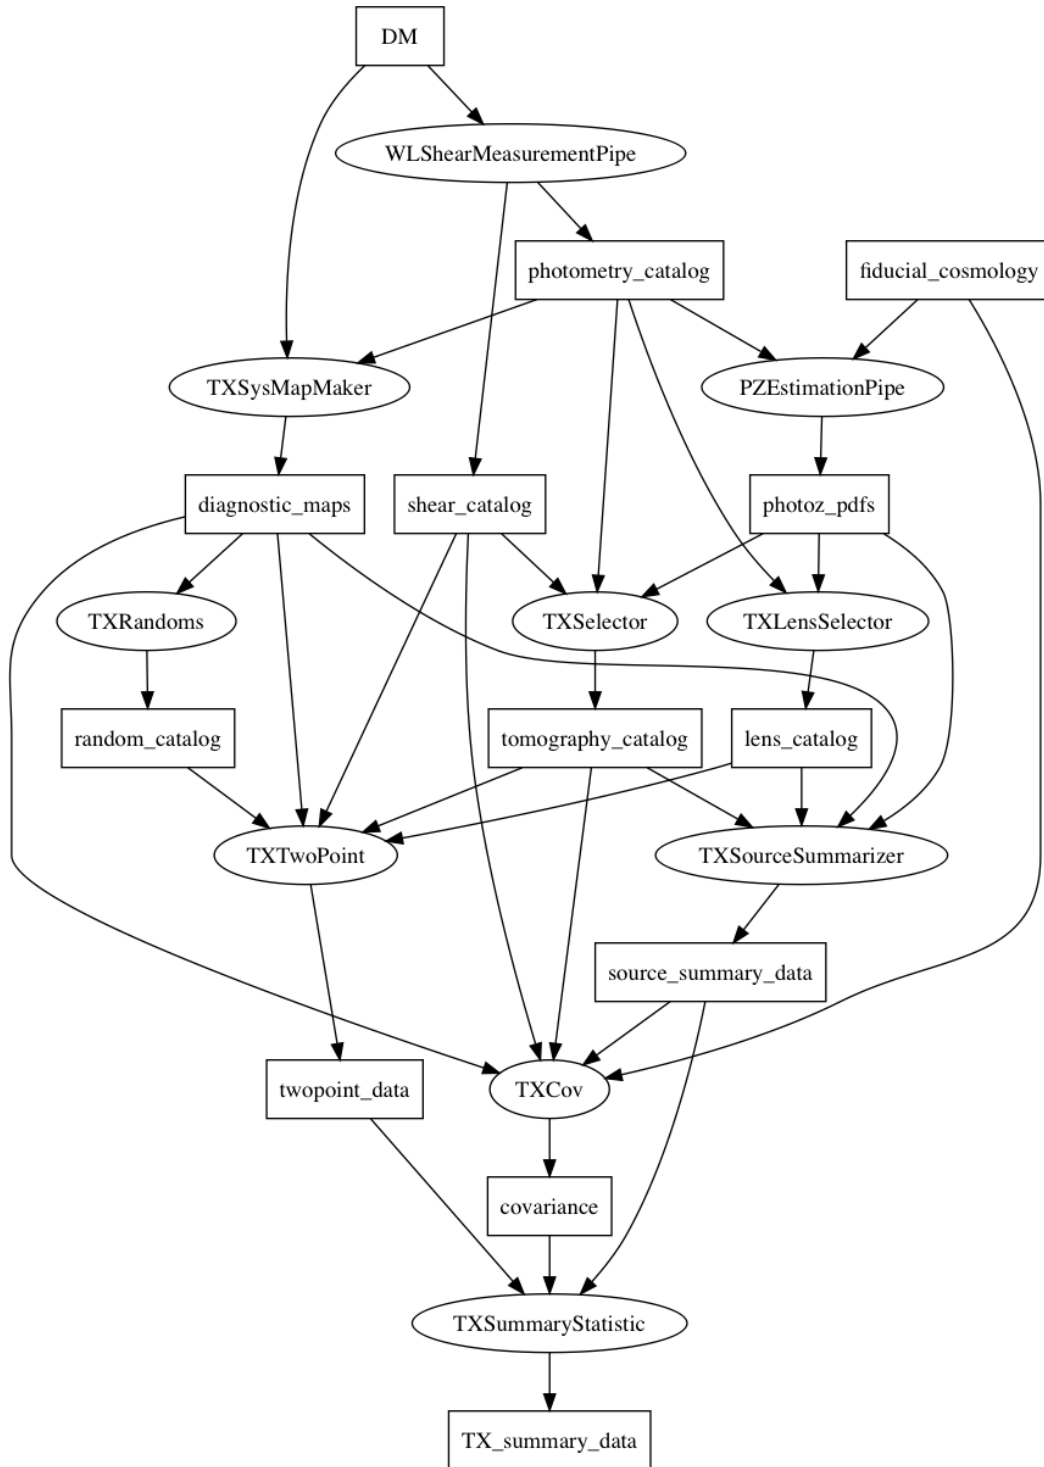 DM
WLShearMeasurementPipe
photometry_catalog
fiducial_cosmology
TXSysMapMaker
PZEstimationPipe
diagnostic_maps
shear_catalog
photoz_pdfs
TXRandoms
TXSelector
TXLensSelector
random_catalog
tomography_catalog
lens_catalog
TXTwoPoint
TXSourceSummarizer
source_summary_data
twopoint_data
TXCov
covariance
TXSummaryStatistic
TX_summary_data